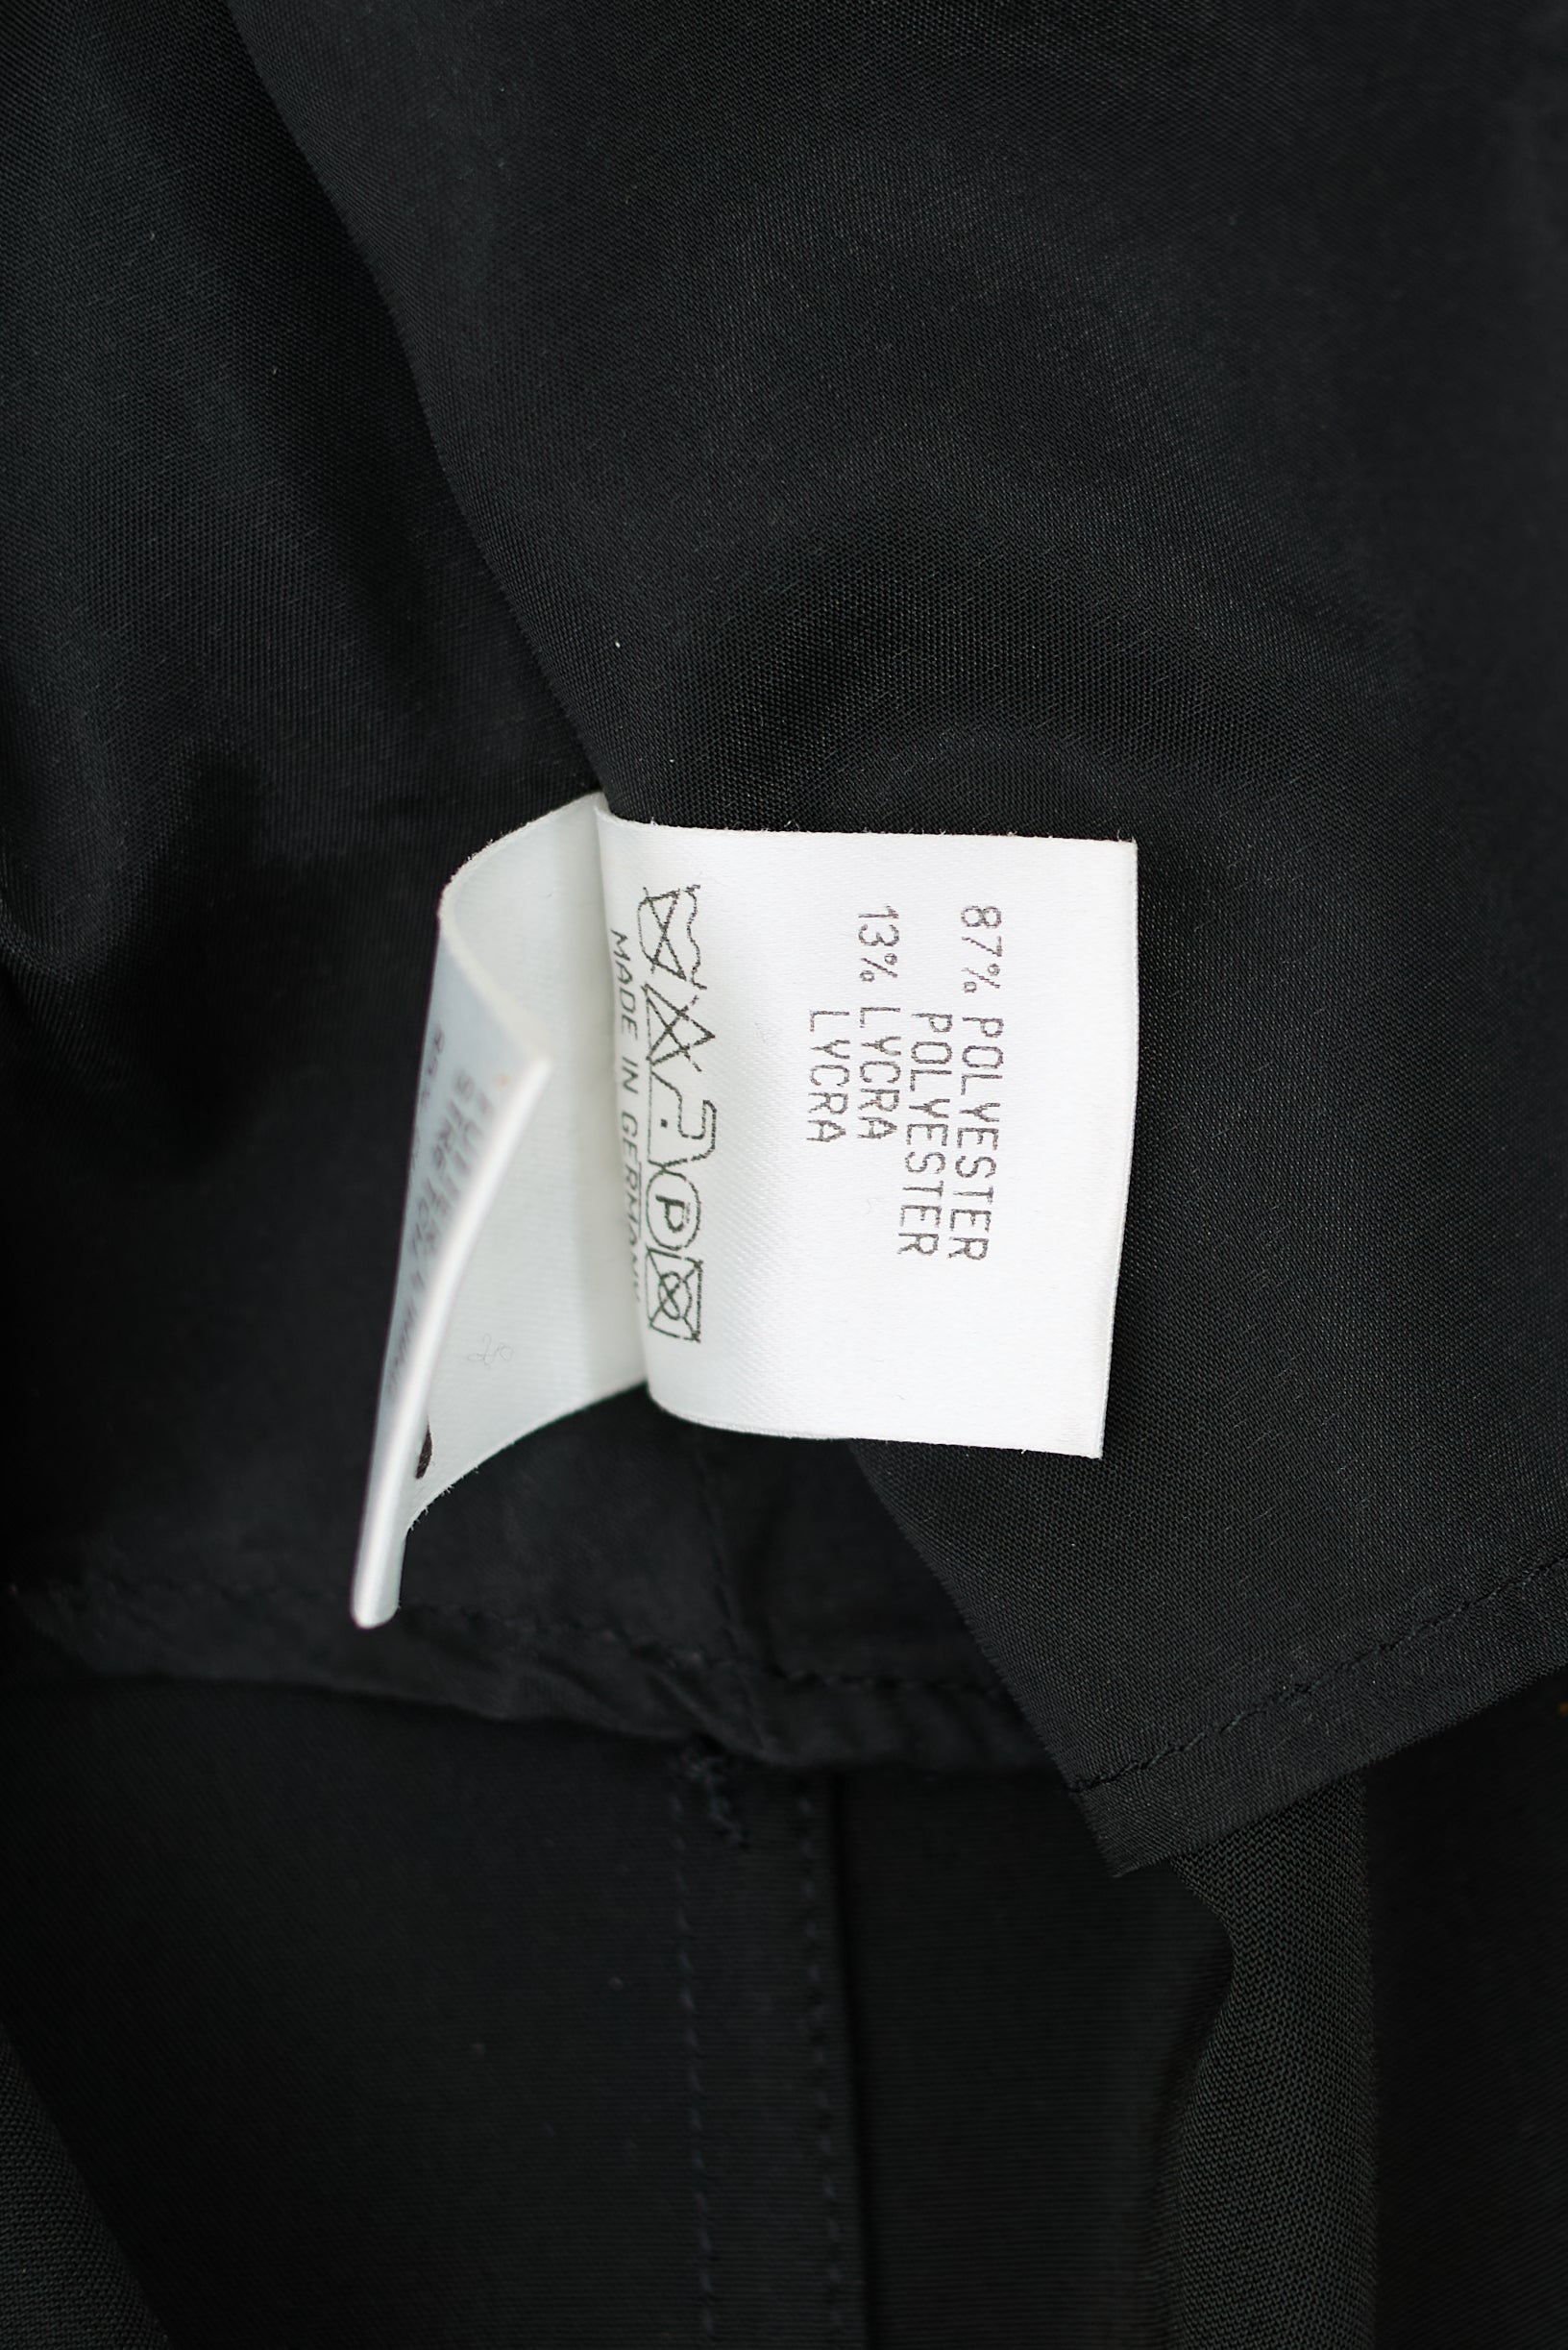 87% POLYESTER
POLYESTER
13% LYCRA
LYCRA
P
MADE IN GERMANY